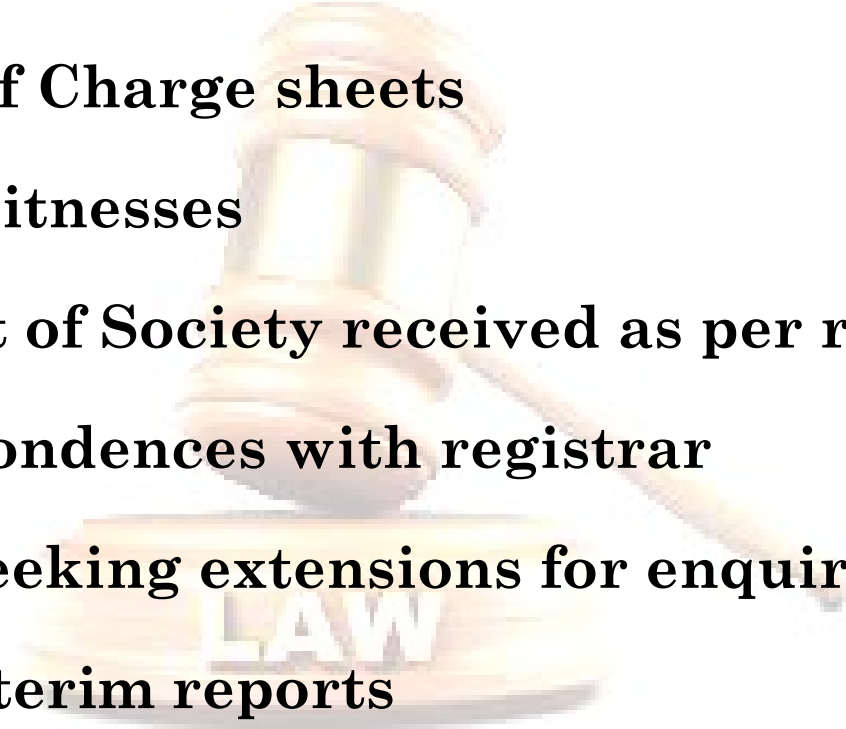 f Charge sheets
itnesses
t of Society received as per r
ondences with registrar
eeking extensions for enquir
LAW
terim reports